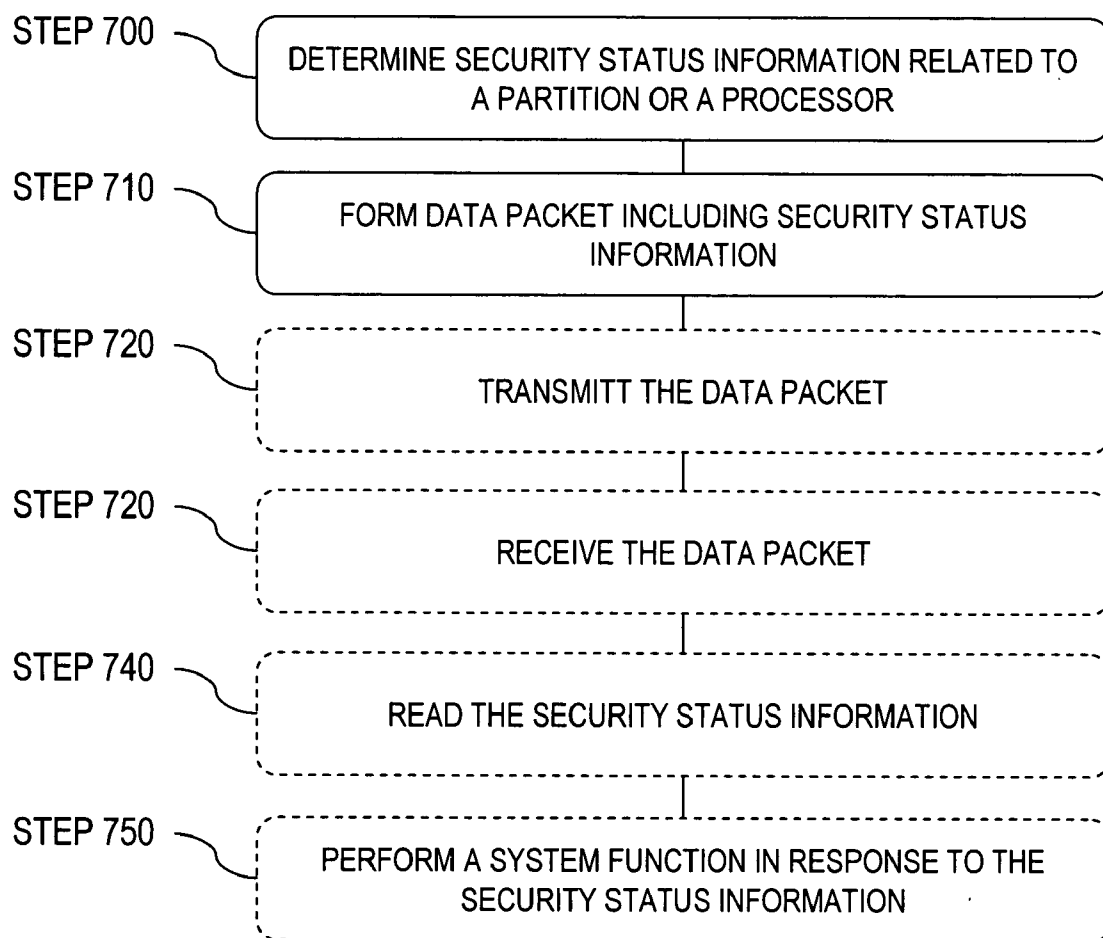 STEP 700
DETERMINE SECURITY STATUS INFORMATION RELATED TO
A PARTITION OR A PROCESSOR
STEP 710
FORM DATA PACKET INCLUDING SECURITY STATUS
INFORMATION
STEP 720
TRANSMITT THE DATA PACKET
STEP 720
RECEIVE THE DATA PACKET
STEP 740
READ THE SECURITY STATUS INFORMATION
STEP 750
PERFORM A SYSTEM FUNCTION IN RESPONSE TO THE
SECURITY STATUS INFORMATION